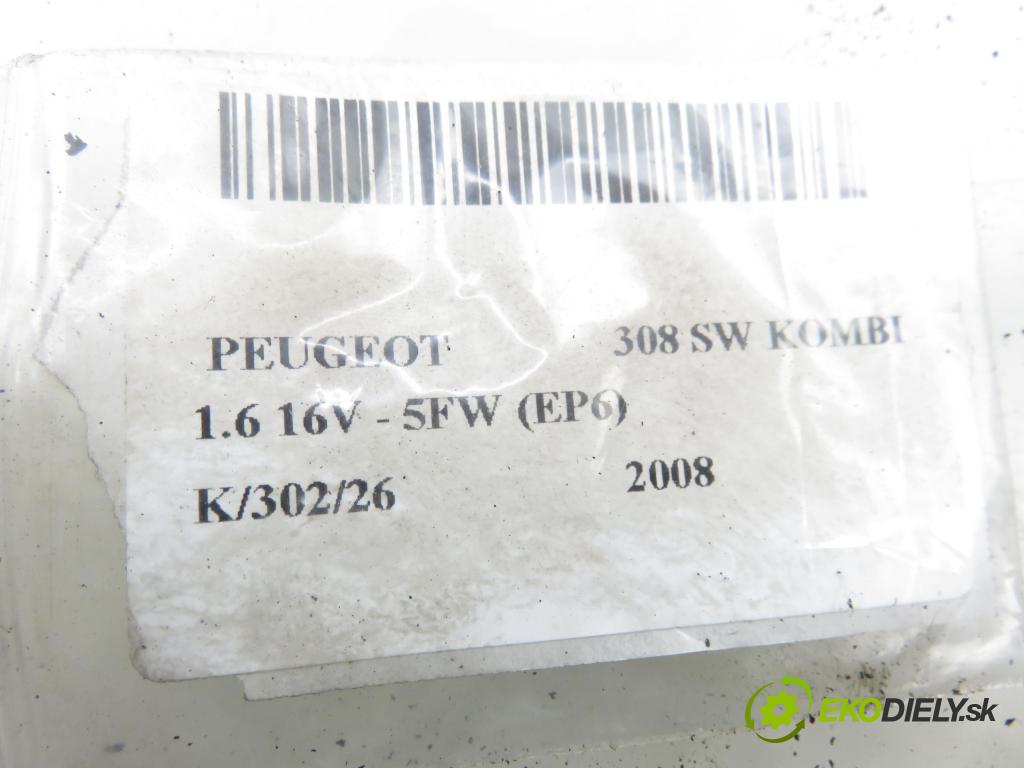 PEUGEOT 308 SW KOMBI
1.6 16V - 5FW (EP6)
K/302/26 2008
EKODIELY.sk